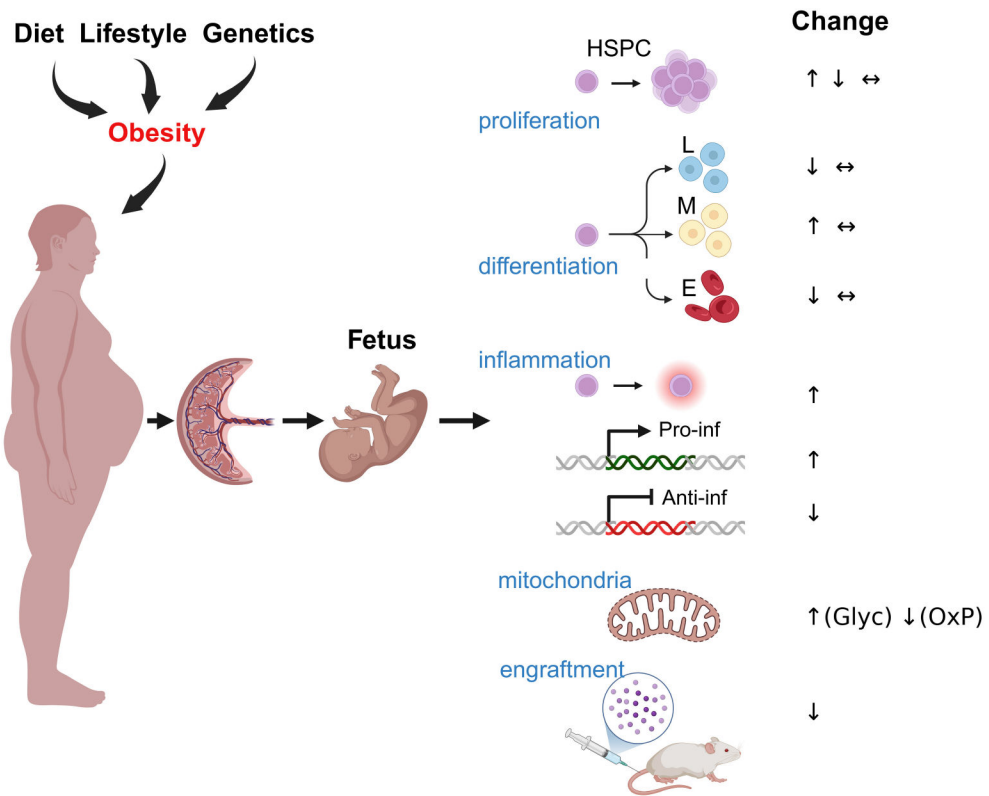 Change
Diet Lifestyle Genetics
Obesity
HSPC
↑ ↓ ↔
proliferation
L
↓ ↔
M
↑ ↔
differentiation
E
↓ ↔
Fetus
inflammation
↑
Pro-inf
↑
Anti-inf
↓
mitochondria
↑(Glyc) ↓(OxP)
engraftment
↓